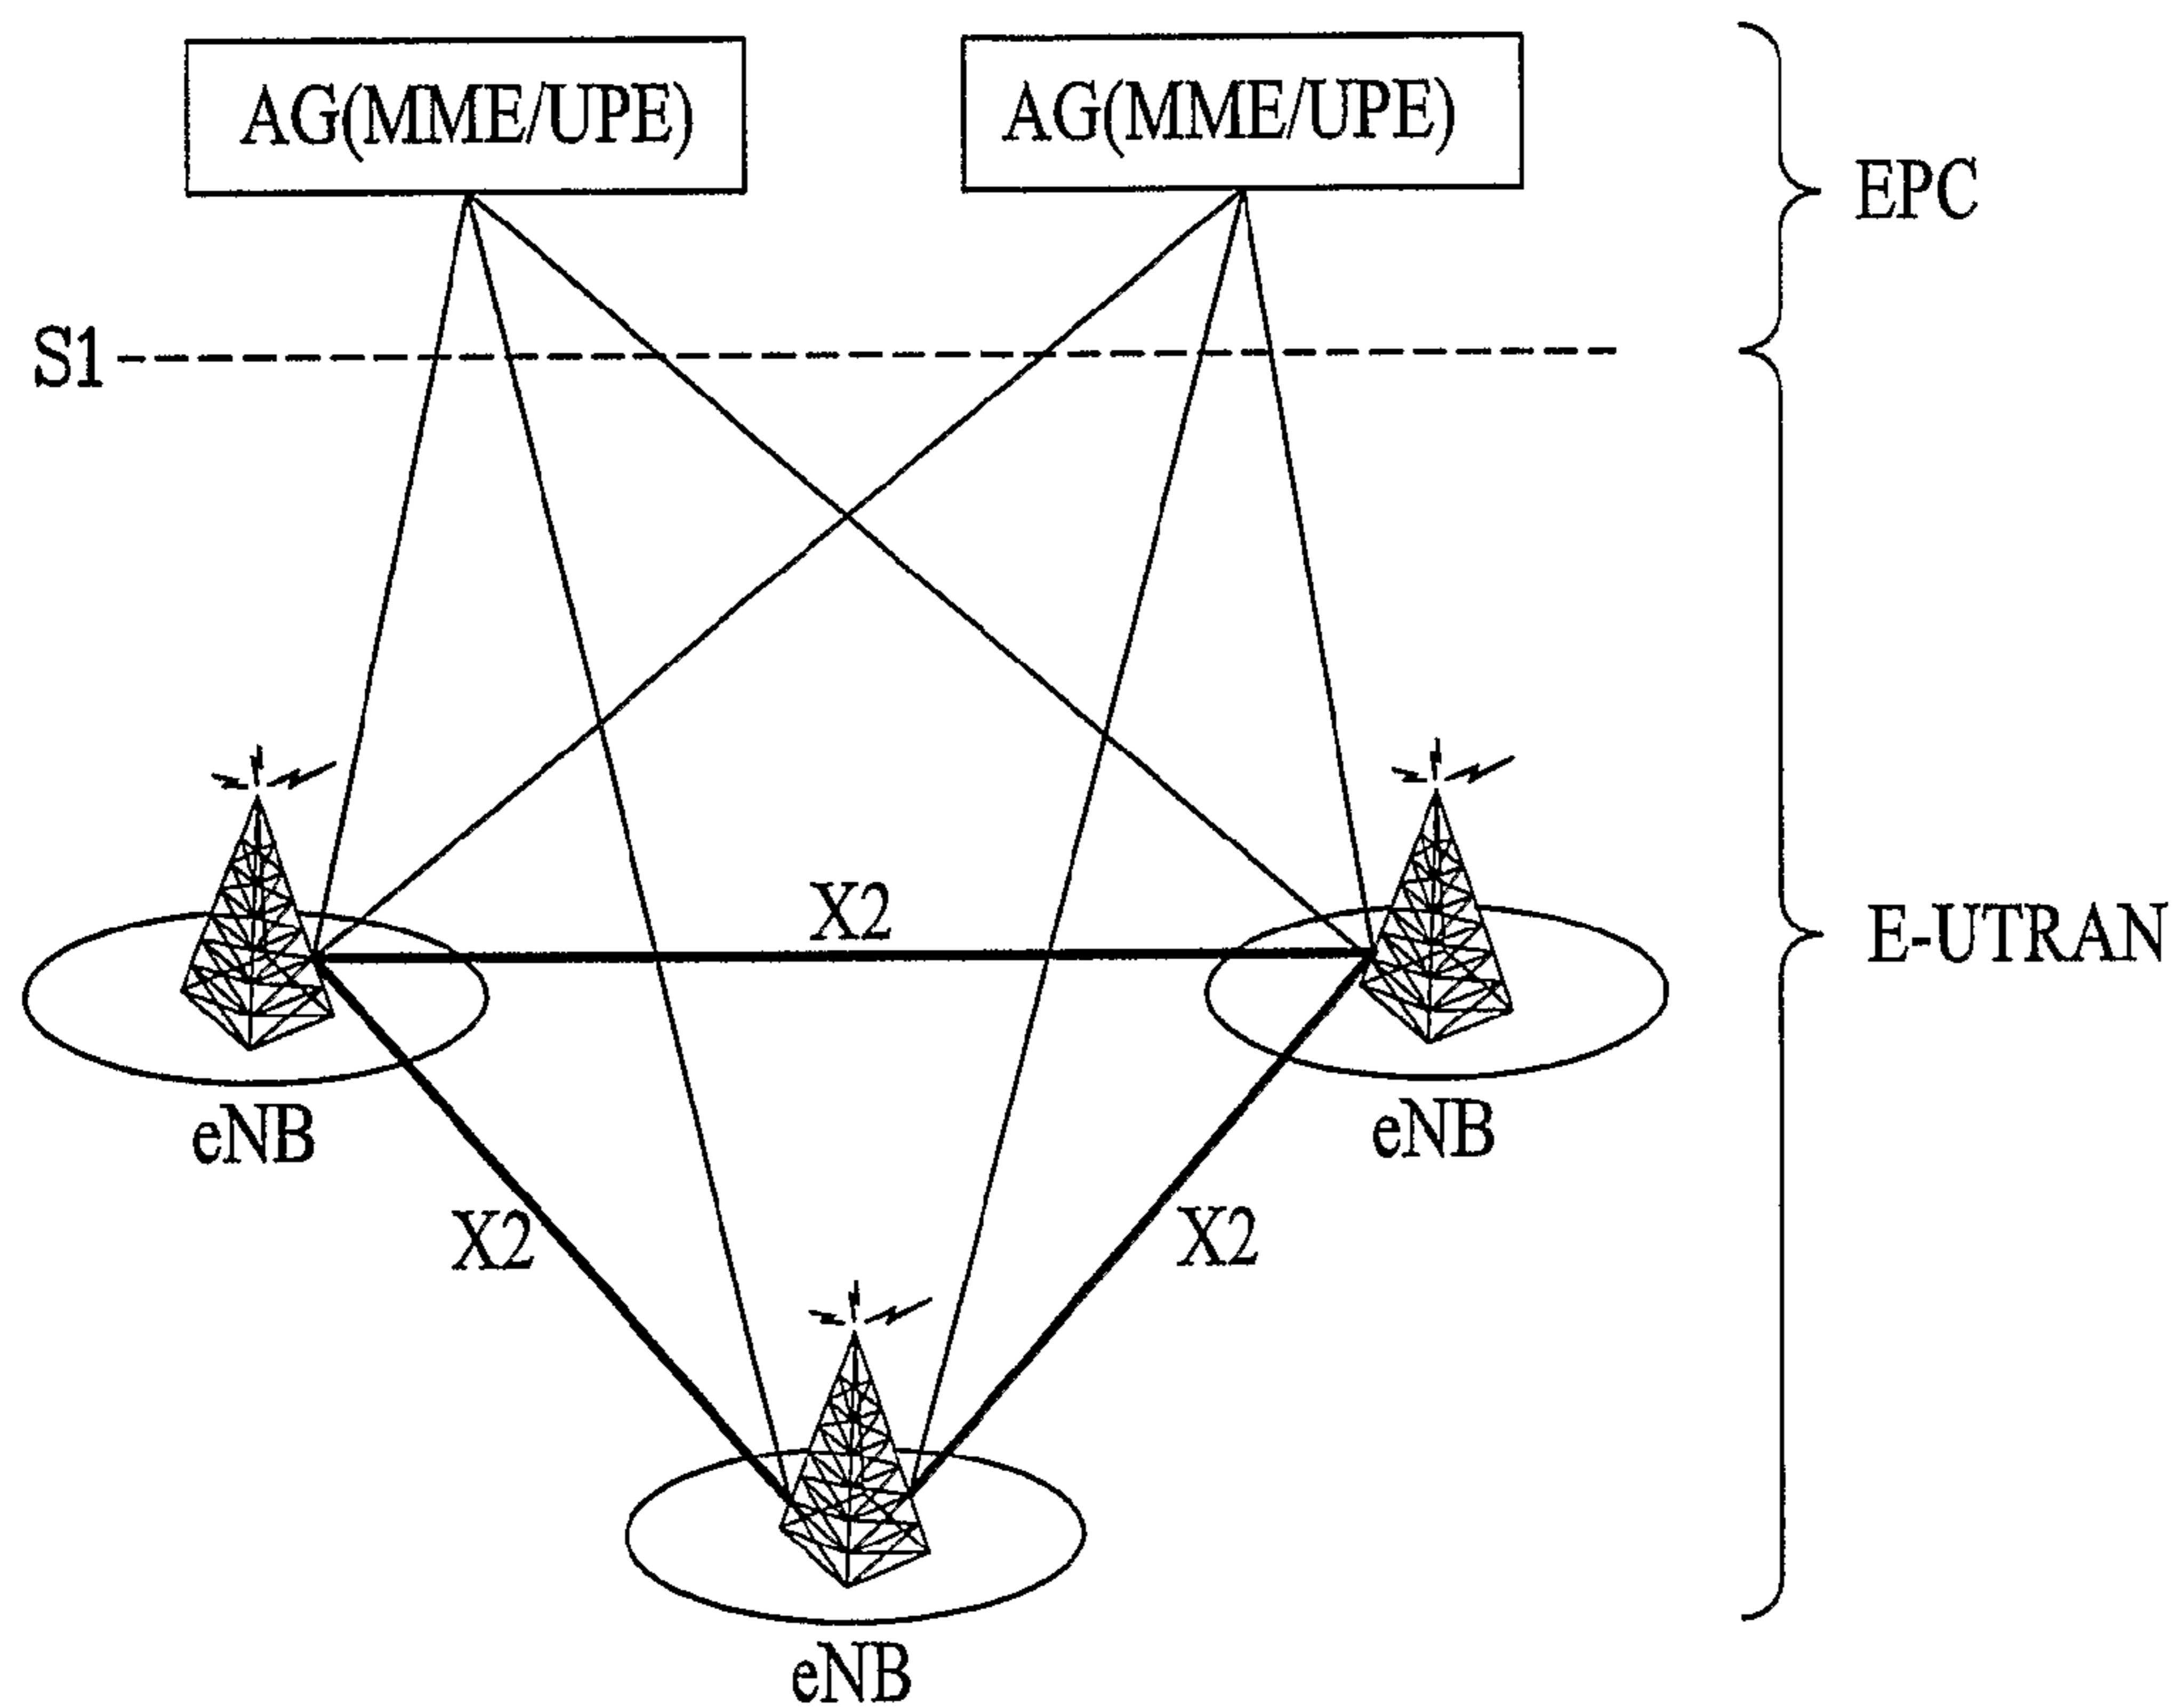 AG(MME/UPE)
AG(MME/UPE)
EPC
S1
X2
E-UTRAN
eNB
eNB
X2
X2
eNB